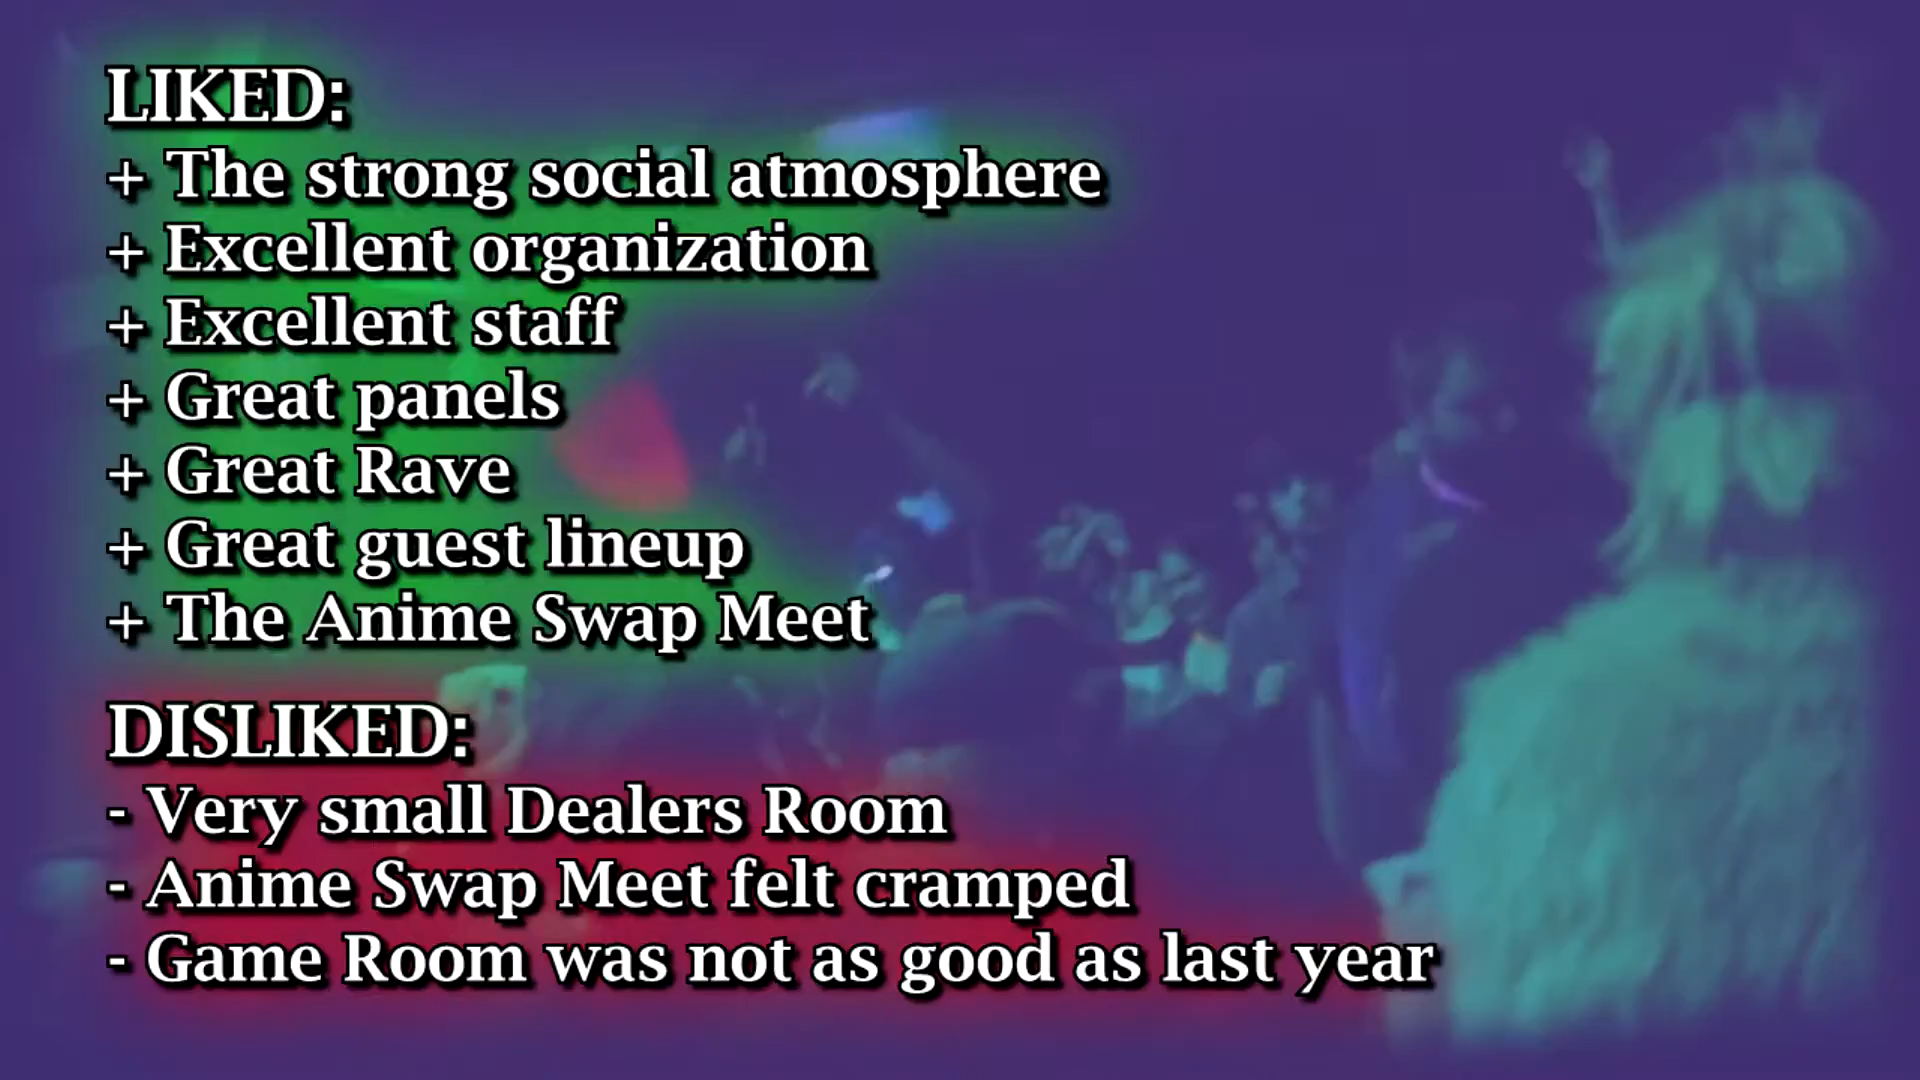 LIKED:
+ The strong social atmosphere
+ Excellent organization
+ Excellent staff
+ Great panels
+ Great Rave
+ Great guest lineup
+ The Anime Swap Meet
DISLIKED:
- Very small Dealers Room
- Anime Swap Meet felt cramped
- Game Room was not as good as last year